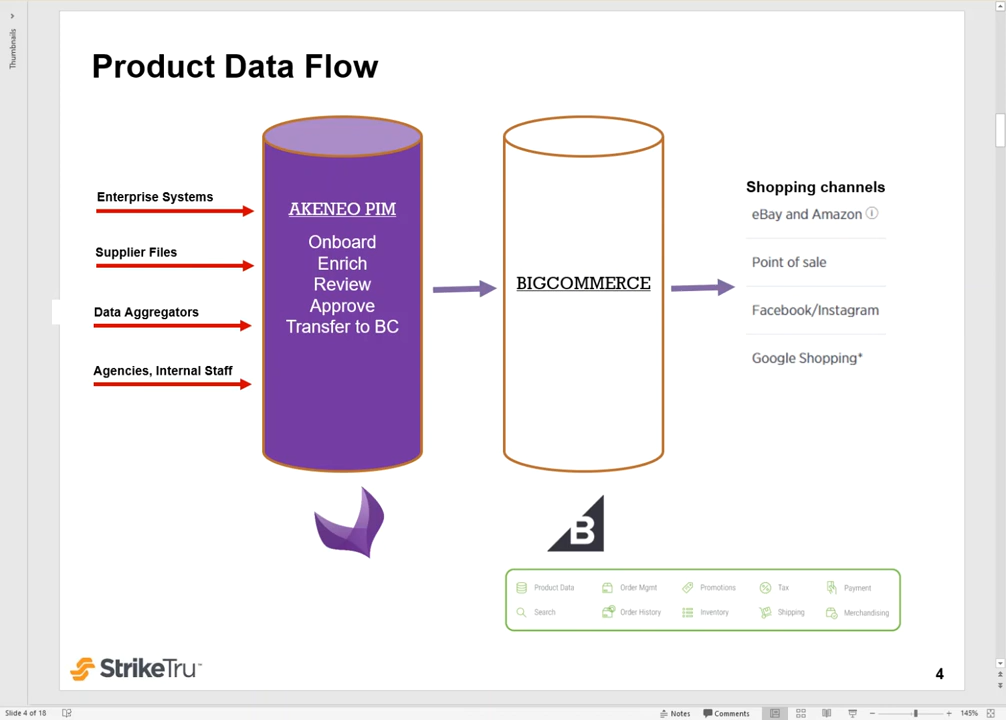 Thumbnails
Product Data Flow
Enterprise Systems
Supplier Files
Data Aggregators
Agencies, Internal Staff
AKENEO PIM
Onboard
Enrich
Review
Approve
Transfer to BC
BIGCOMMERCE
Shopping channels
eBay and Amazon
Point of sale
Facebook/Instagram
Google Shopping*
B
Product Data Order Mgmt Promotions Tax Payment
Search Order History Inventory Shipping Merchandising
StrikeTru™
4
Slide 4 of 18 Notes Comments 145%